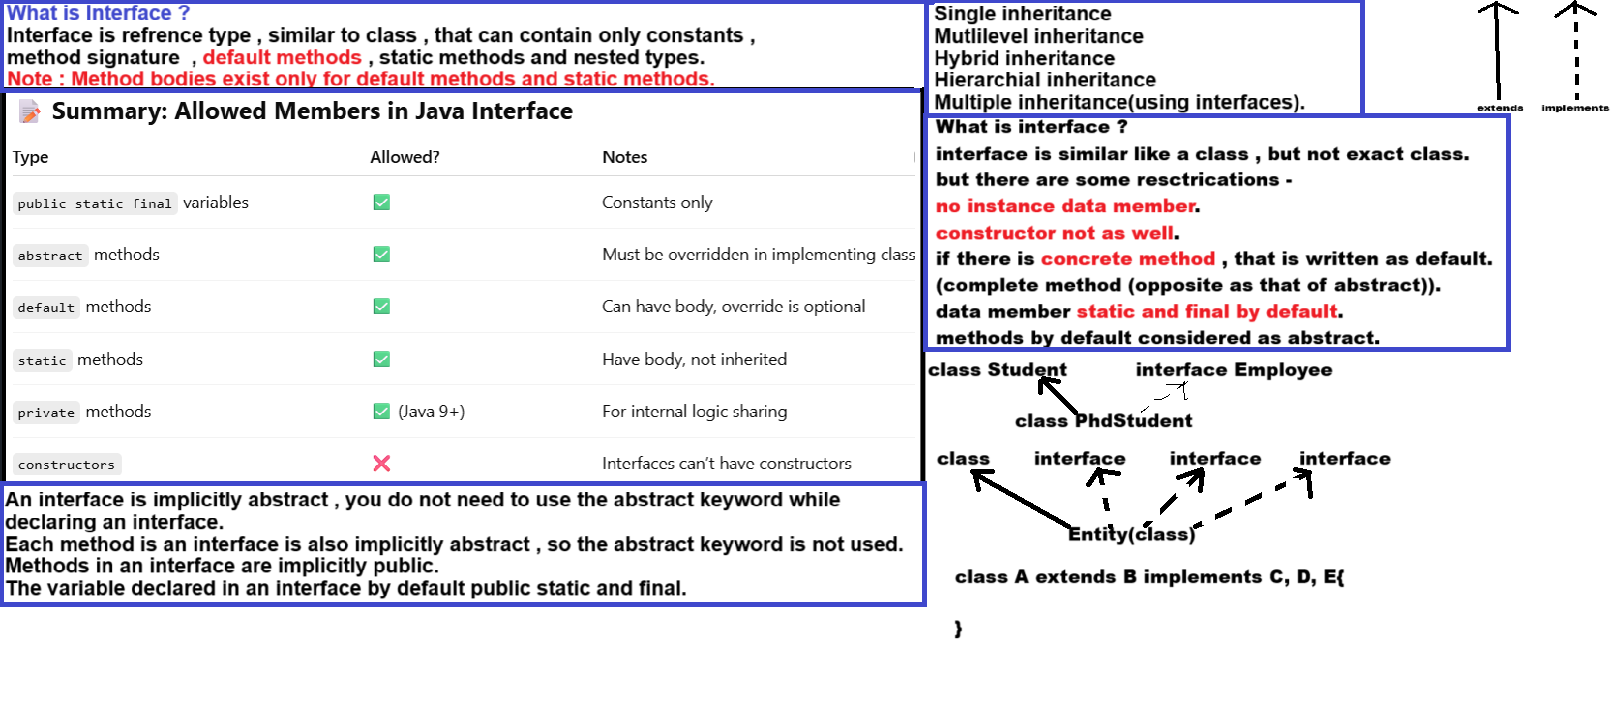 What is Interface ?
Interface is refrence type , similar to class , that can contain only constants ,
method signature , default methods , static methods and nested types.
Note : Method bodies exist only for default methods and static methods.
Summary: Allowed Members in Java Interface
Type Allowed? Notes
public static final variables Constants only
abstract methods Must be overridden in implementing class
default methods Can have body, override is optional
static methods Have body, not inherited
private methods (Java 9+) For internal logic sharing
constructors Interfaces can't have constructors
An interface is implicitly abstract , you do not need to use the abstract keyword while
declaring an interface.
Each method is an interface is also implicitly abstract , so the abstract keyword is not used.
Methods in an interface are implicitly public.
The variable declared in an interface by default public static and final.
Single inheritance
Mutlilevel inheritance
Hybrid inheritance
Hierarchial inheritance
Multiple inheritance(using interfaces).
extends implements
What is interface ?
interface is similar like a class , but not exact class.
but there are some resctrications -
no instance data member.
constructor not as well.
if there is concrete method , that is written as default.
(complete method (opposite as that of abstract)).
data member static and final by default.
methods by default considered as abstract.
class Student interface Employee
class PhdStudent
class interface interface interface
Entity(class)
class A extends B implements C, D, E{
}